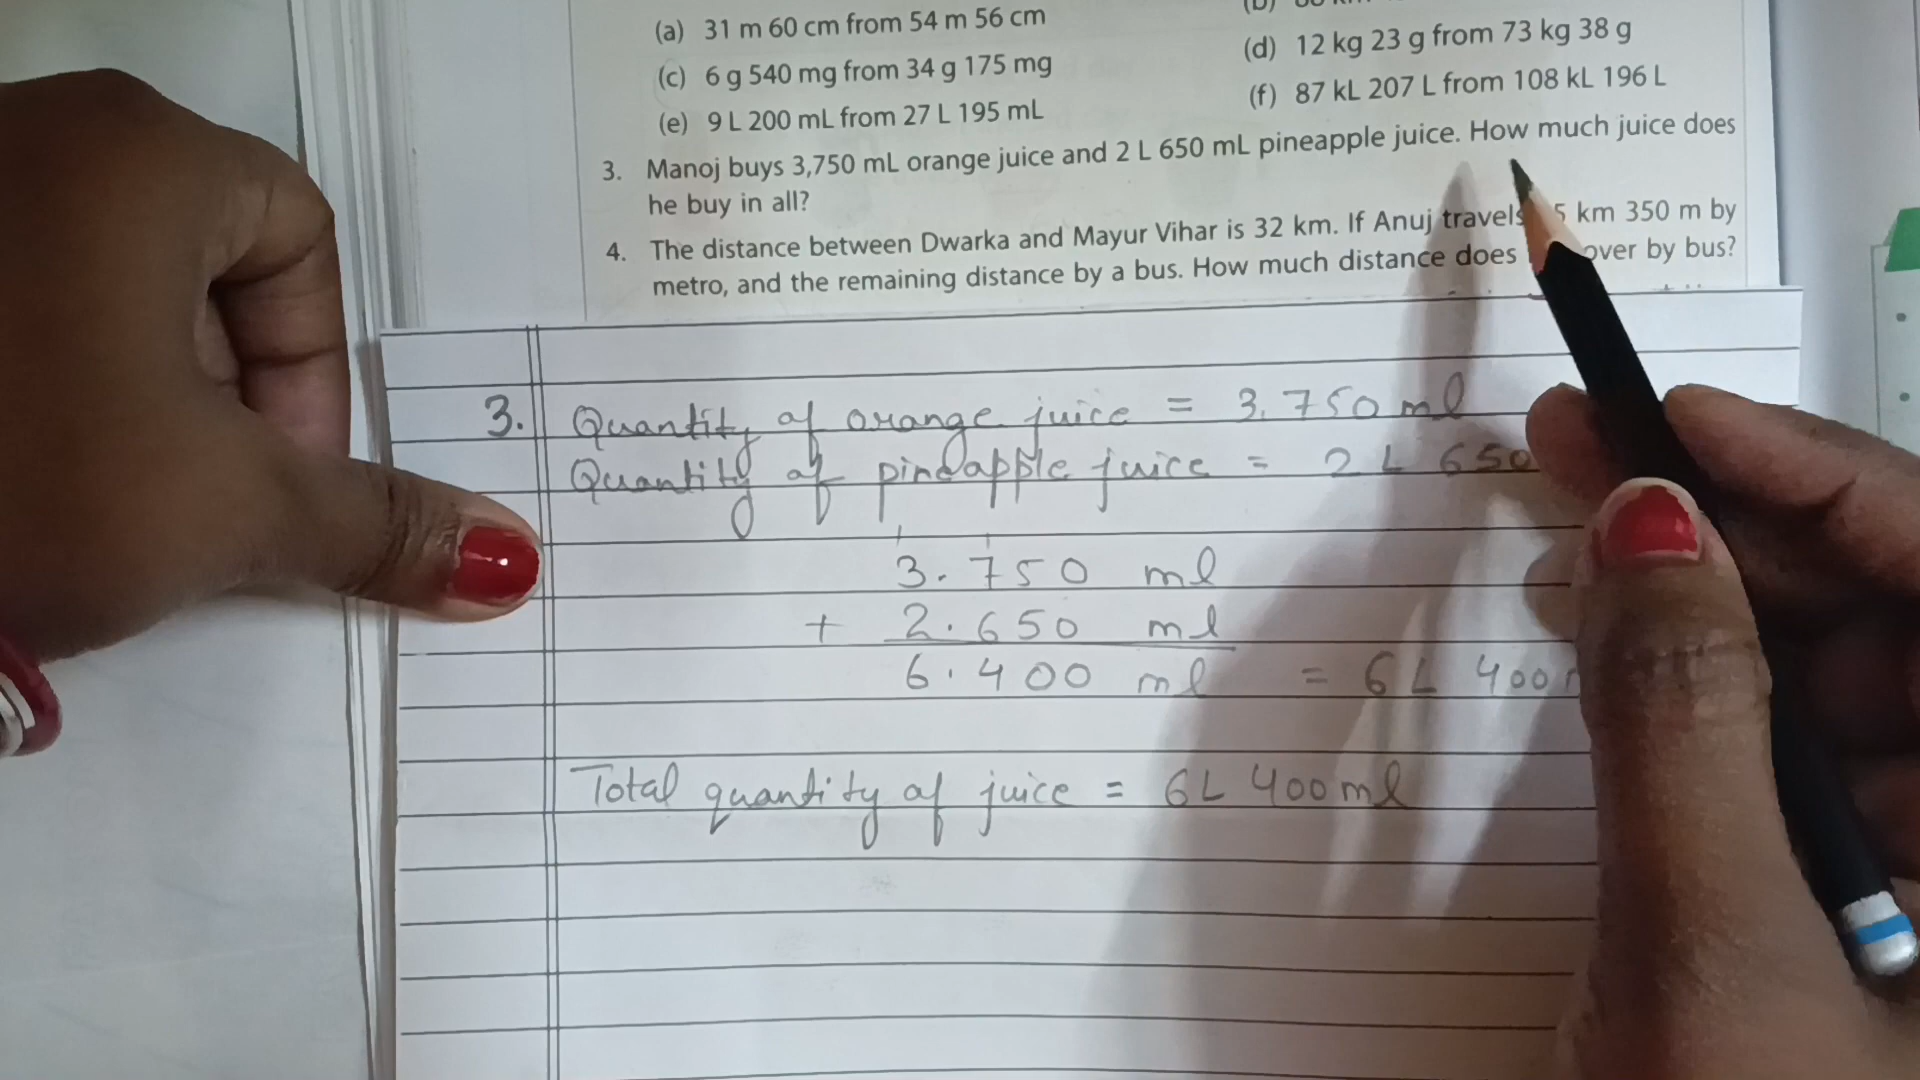 (a) 31 m 60 cm from 54 m 56 cm
(c) 6 g 540 mg from 34 g 175 mg
(d) 12 kg 23 g from 73 kg 38 g
(e) 9 L 200 mL from 27 L 195 mL
(f) 87 kL 207 L from 108 kL 196 L
3. Manoj buys 3,750 mL orange juice and 2 L 650 mL pineapple juice. How much juice does
he buy in all?
4. The distance between Dwarka and Mayur Vihar is 32 km. If Anuj travels 5 km 350 m by
metro, and the remaining distance by a bus. How much distance does over by bus?
3. Quantity of orange juice = 3.750 ml
Quantity of pineapple juice = 2 L 650
3.750 ml
+ 2.650 ml
6.400 ml = 6 L 400
Total quantity of juice = 6L 400 ml